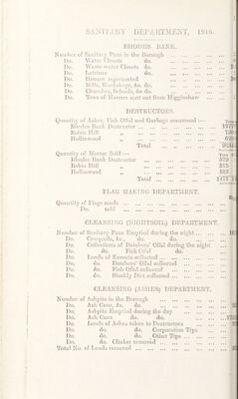 SANITARY DEPARTMENT, 1916.
RHODES BANK.
Number of Sanitary Pans in the Borough
Do. Water Closets do.
Do. Waste water Closets do.
Do. Latrines do.
Do. Houses represented
Do. Mills, Workshops, &c. do.
Do. Churches, Schools, &c. do.
Do. Tons of Manure sent out from Higginshaw
DESTRUCTORS.
Quantity of Ashes, Fish Offal and Garbage consumed :—
Rhodes Bank Destructor
Robin Hill „
Hollinwood „
Total
Quantity of Mortar Sold :—
Rhodes Bank Destructor
Robin Hill „
Hollinwood „
Total
FLAG MAKING DEPARTMENT.
Quantity of Flags made
Do. sold
CLEANSING (NIGHTSOIL) DEPARTMENT.
Number of Sanitary Pans Emptied during the night
Do. Cesspools, &c., do. do.
Do. Collections of Butchers' Offal during the night
Do. do. Fish Offal do.
Do. Loads of Excreta collected
Do. do. Butchers' Offal collected
Do. do. Fish Offal collected
Do. do. Stable Dirt collected
CLEANSING (ASHES) DEPARTMENT.
Number of Ashpits in the Borough
Do. Ash Cans, &c. do.
Do. Ashpits Emptied during the day
Do. Ash Cans do. do.
Do. Loads of Ashes taken to Destructors
Do. do. do. Corporation Tips
Do. do. do. Other Tips
Do. do. Clinker removed
Total No. of Loads removed